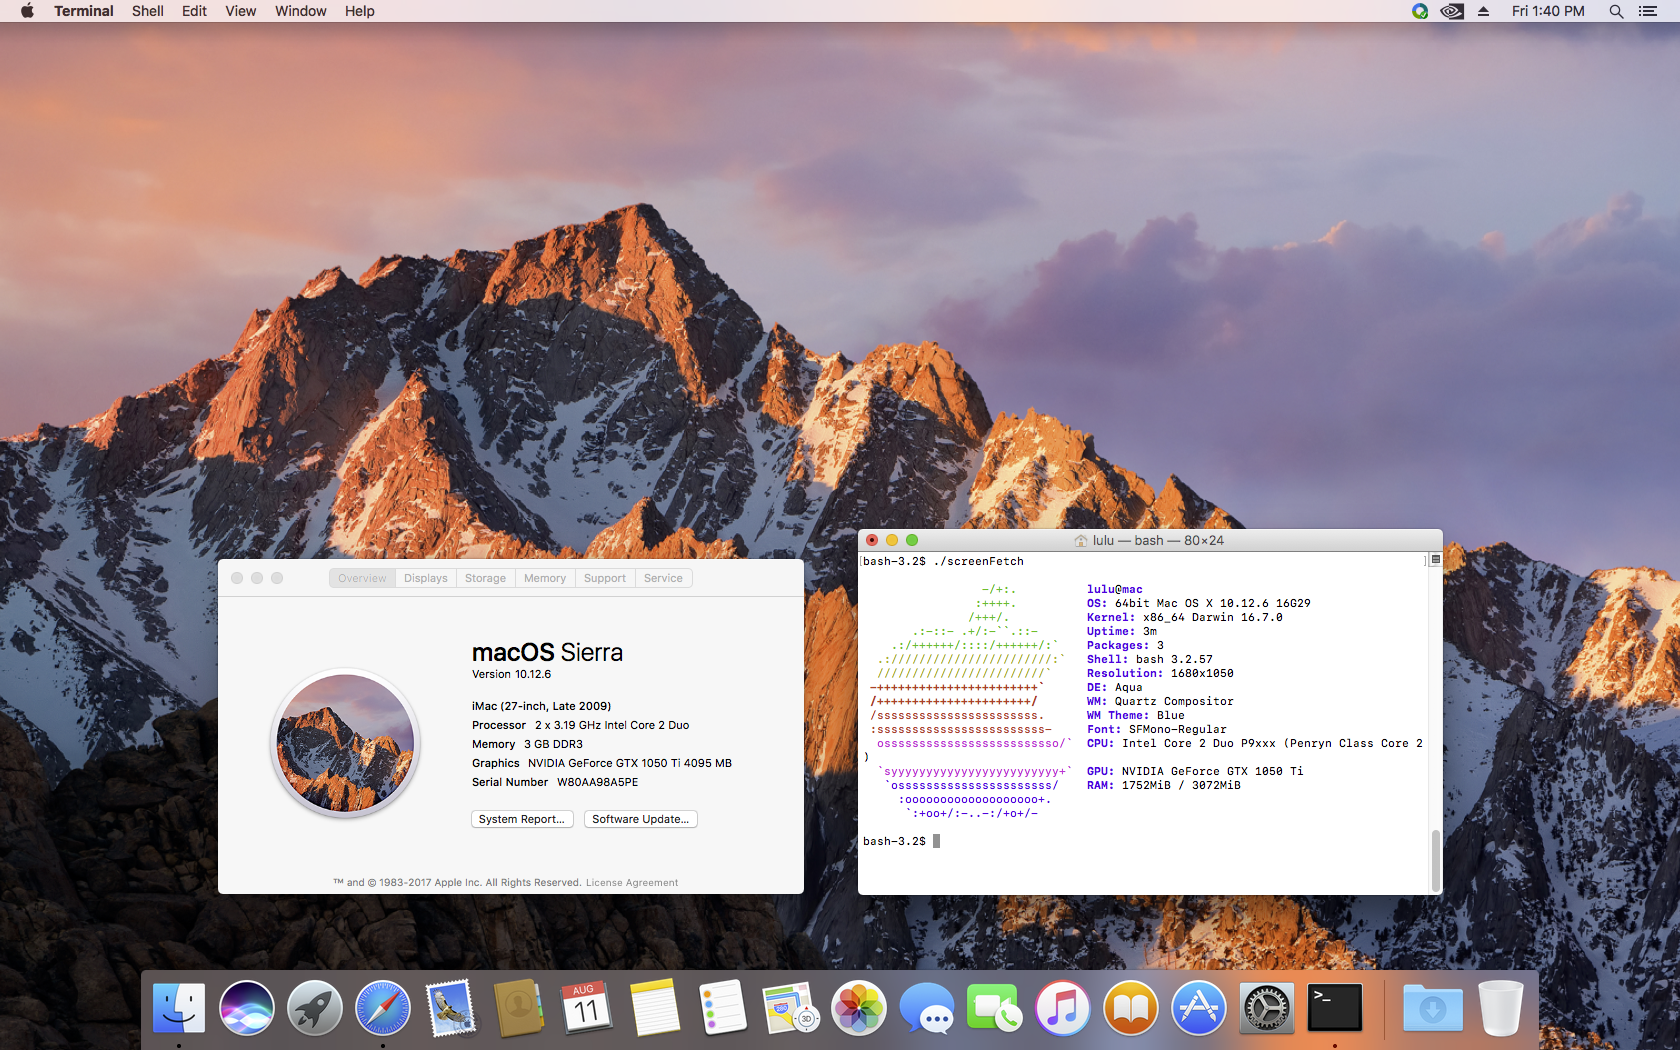 Terminal Shell Edit View Window Help
Fri 1:40 PM
Overview Displays Storage Memory Support Service
macOS Sierra
Version 10.12.6
iMac (27-inch, Late 2009)
Processor 2 x 3.19 GHz Intel Core 2 Duo
Memory 3 GB DDR3
Graphics NVIDIA GeForce GTX 1050 Ti 4095 MB
Serial Number W80AA98A5PE
System Report... Software Update...
™ and © 1983-2017 Apple Inc. All Rights Reserved. License Agreement
lulu — bash — 80×24
[bash-3.2$ ./screenFetch ]
-/+:. lulu@mac
:++++. OS: 64bit Mac OS X 10.12.6 16G29
/+++/. Kernel: x86_64 Darwin 16.7.0
.:-::- .+/:-``.::- Uptime: 3m
.:/++++++/::::/++++++/:` Packages: 3
.:///////////////////////:` Shell: bash 3.2.57
////////////////////////` Resolution: 1680x1050
-+++++++++++++++++++++++` DE: Aqua
/++++++++++++++++++++++/ WM: Quartz Compositor
/sssssssssssssssssssssss. WM Theme: Blue
:ssssssssssssssssssssssss- Font: SFMono-Regular
osssssssssssssssssssssssso/` CPU: Intel Core 2 Duo P9xxx (Penryn Class Core 2
)
`syyyyyyyyyyyyyyyyyyyyyyyy+` GPU: NVIDIA GeForce GTX 1050 Ti
`ossssssssssssssssssssss/ RAM: 1752MiB / 3072MiB
:ooooooooooooooooooo+.
`:+oo+/:-..-:/+o+/-
bash-3.2$
AUG
11
280
3D
>_